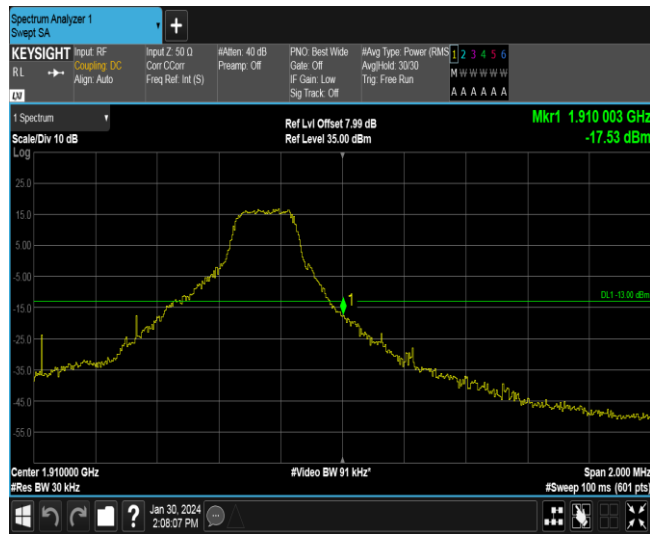 Spectrum Analyzer 1
Swept SA
+
KEYSIGHT
RL
LXI
Input: RF
Coupling: DC
Align: Auto
Input Z: 50 Ω
Corr CCorr
Freq Ref: Int (S)
#Atten: 40 dB
Preamp: Off
PNO: Best Wide
Gate: Off
IF Gain: Low
Sig Track: Off
#Avg Type: Power (RMS
Avg|Hold: 30/30
Trig: Free Run
1 2 3 4 5 6
M W W W W W
A A A A A A
1 Spectrum
Scale/Div 10 dB
Ref Lvl Offset 7.99 dB
Ref Level 35.00 dBm
Mkr1 1.910 003 GHz
-17.53 dBm
Log
25.0
15.0
5.00
-5.00
-15.0
-25.0
-35.0
-45.0
-55.0
1
DL1 -13.00 dBm
Center 1.910000 GHz
#Res BW 30 kHz
#Video BW 91 kHz*
Span 2.000 MHz
#Sweep 100 ms (601 pts)
?
Jan 30, 2024
2:08:07 PM